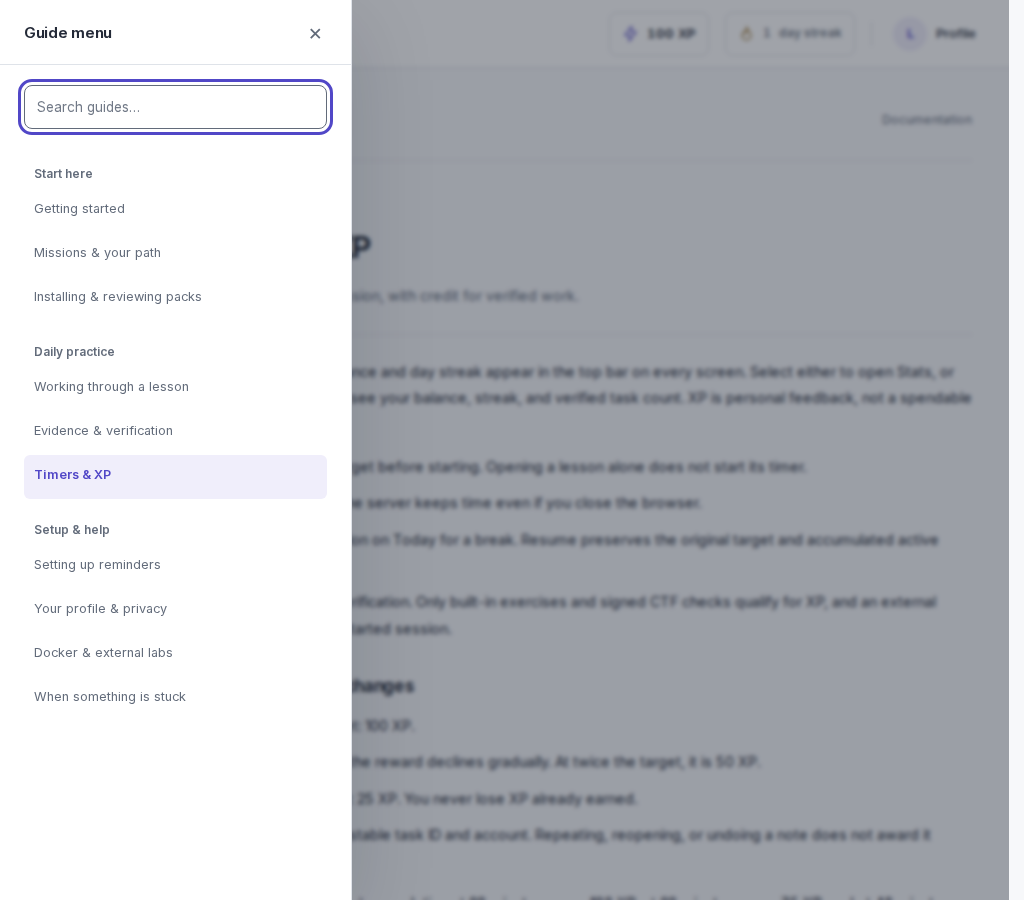 Guide menu
100 XP
1 day streak
L
Profile
Search guides...
Documentation
Start here
Getting started
Missions & your path
Installing & reviewing packs
Daily practice
Working through a lesson
Evidence & verification
Timers & XP
Setup & help
Setting up reminders
Your profile & privacy
Docker & external labs
When something is stuck
P
sion, with credit for verified work.
nce and day streak appear in the top bar on every screen. Select either to open Stats, or
see your balance, streak, and verified task count. XP is personal feedback, not a spendable
get before starting. Opening a lesson alone does not start its timer.
e server keeps time even if you close the browser.
on on Today for a break. Resume preserves the original target and accumulated active
rification. Only built-in exercises and signed CTF checks qualify for XP, and an external
tarted session.
changes
t: 100 XP.
the reward declines gradually. At twice the target, it is 50 XP.
: 25 XP. You never lose XP already earned.
stable task ID and account. Repeating, reopening, or undoing a note does not award it